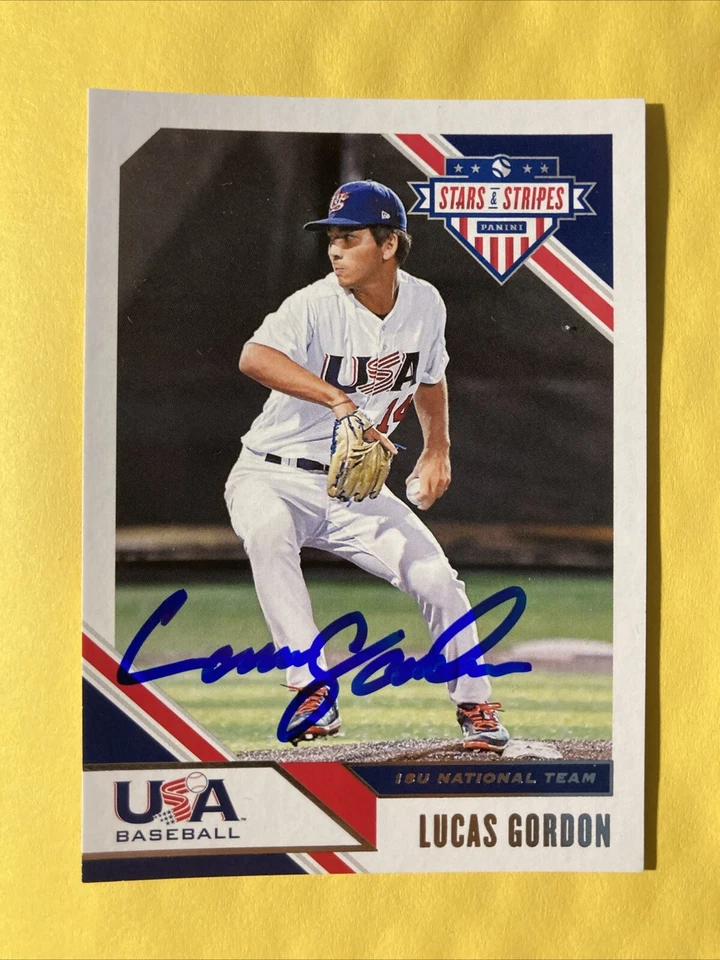 STARS & STRIPES
PANINI
USA
14
USA
BASEBALL
18U NATIONAL TEAM
LUCAS GORDON